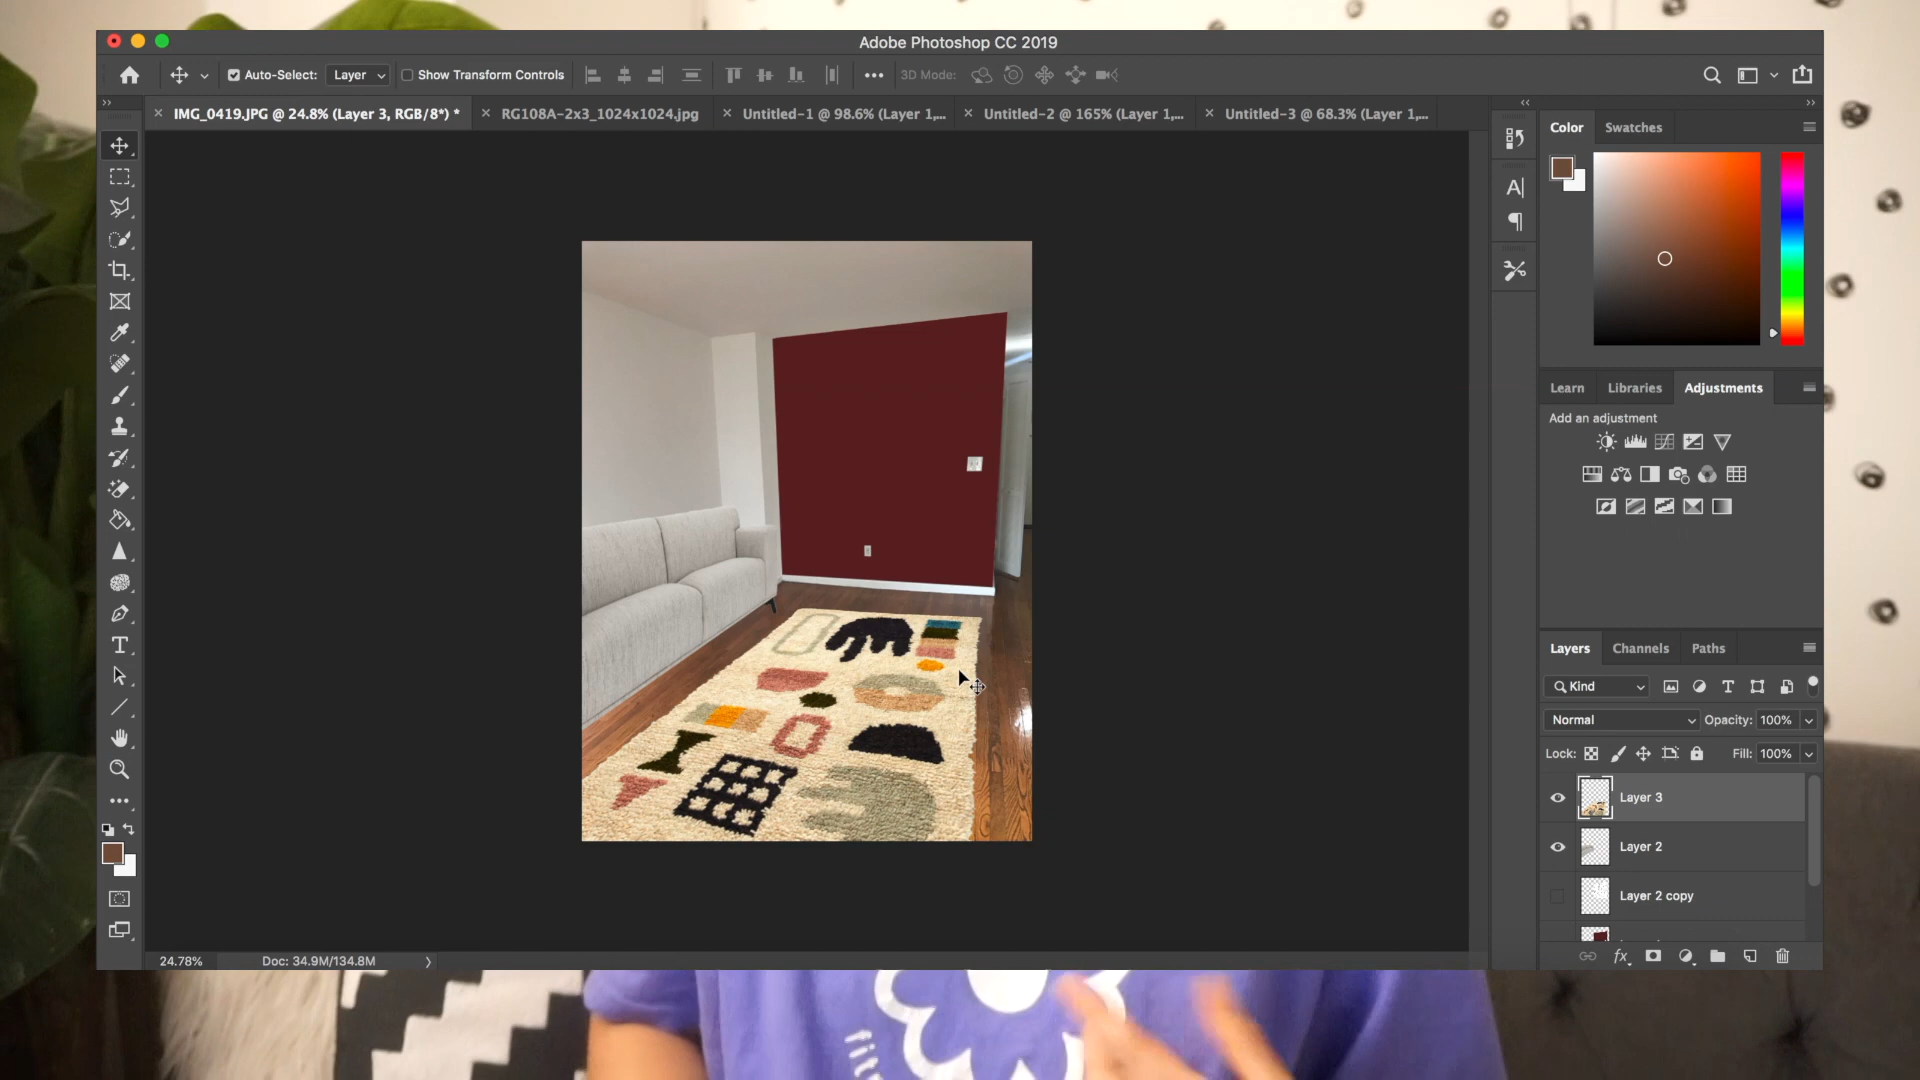 Adobe Photoshop CC 2019
Auto-Select: Layer Show Transform Controls 3D Mode:
IMG_0419.JPG @ 24.8% (Layer 3, RGB/8*) * RG108A-2x3_1024x1024.jpg Untitled-1 @ 98.6% (Layer 1,... Untitled-2 @ 165% (Layer 1,... Untitled-3 @ 68.3% (Layer 1,...
Color Swatches
Learn Libraries Adjustments
Add an adjustment
Layers Channels Paths
Kind
Normal Opacity: 100%
Lock: Fill: 100%
Layer 3
Layer 2
Layer 2 copy
24.78% Doc: 34.9M/134.8M